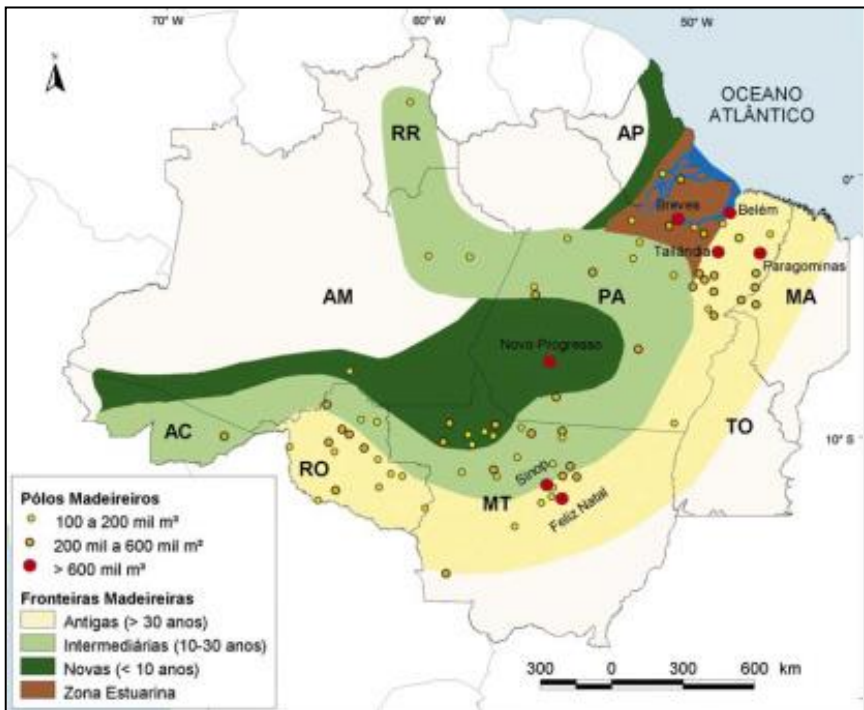 70° W
60° W
50° W
N
OCEANO
ATLÂNTICO
RR
AP
0°
Breves
Belém
Tailândia
Paragominas
AM
PA
MA
Novo Progresso
AC
TO
10° S
RO
Sinop
MT
Feliz Natal
Pólos Madeireiros
100 a 200 mil m³
200 mil a 600 mil m³
> 600 mil m³
Fronteiras Madeireiras
Antigas (> 30 anos)
Intermediárias (10-30 anos)
Novas (< 10 anos)
Zona Estuarina
300 0 300 600 km